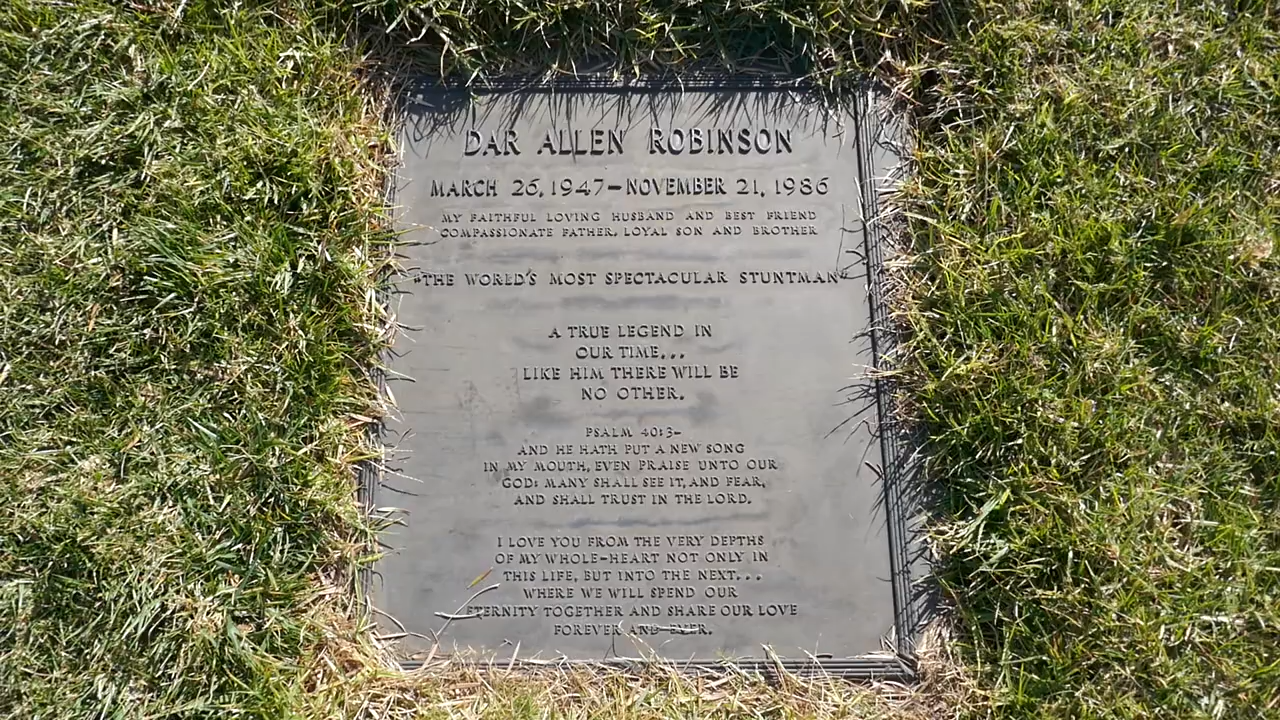 DAR ALLEN ROBINSON
MARCH 26, 1947–NOVEMBER 21, 1986
MY FAITHFUL LOVING HUSBAND AND BEST FRIEND
COMPASSIONATE FATHER, LOYAL SON AND BROTHER
"THE WORLD'S MOST SPECTACULAR STUNTMAN"
A TRUE LEGEND IN
OUR TIME...
LIKE HIM THERE WILL BE
NO OTHER.
PSALM 40:3–
AND HE HATH PUT A NEW SONG
IN MY MOUTH, EVEN PRAISE UNTO OUR
GOD: MANY SHALL SEE IT, AND FEAR,
AND SHALL TRUST IN THE LORD.
I LOVE YOU FROM THE VERY DEPTHS
OF MY WHOLE-HEART NOT ONLY IN
THIS LIFE, BUT INTO THE NEXT...
WHERE WE WILL SPEND OUR
ETERNITY TOGETHER AND SHARE OUR LOVE
FOREVER AND–EVER.